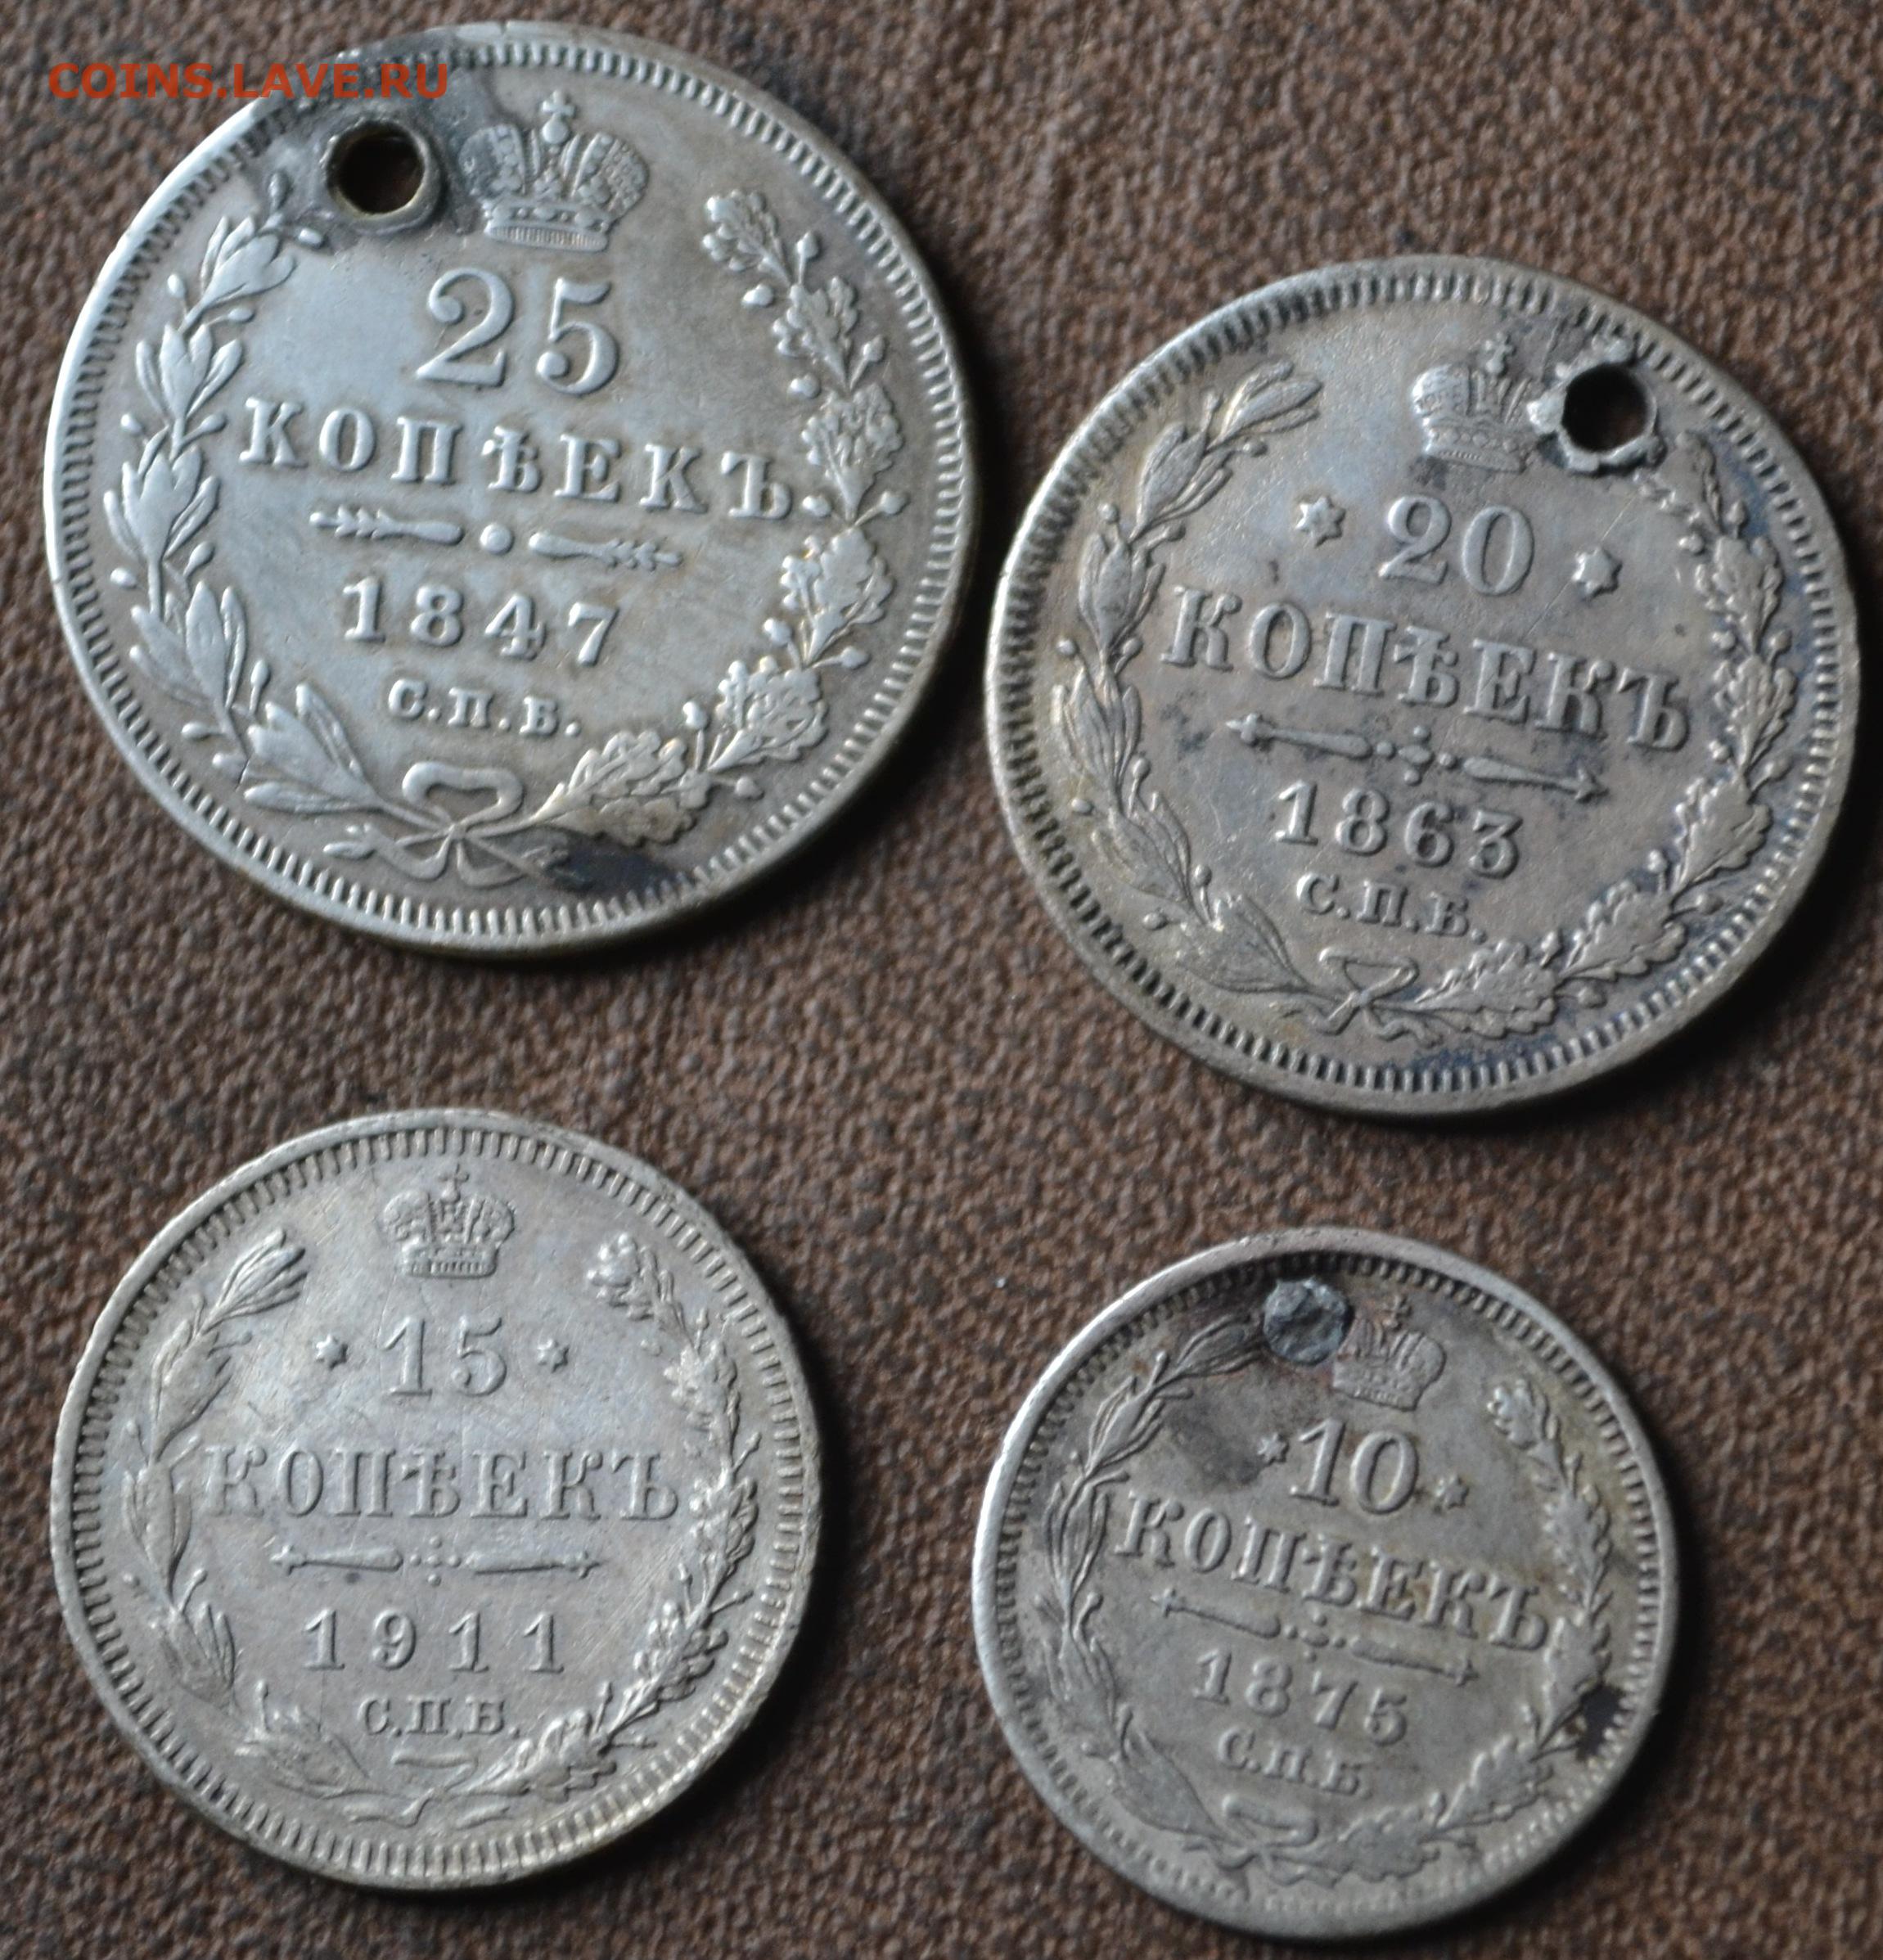 COINS.LAVE.RU
25
КОПѢЕКЪ.
1847
С.П.Б.
20
КОПѢЕКЪ
1863
С.П.Б.
15
КОПѢЕКЪ
1911
С.П.Б.
10
КОПѢЕКЪ
1875
С.П.Б